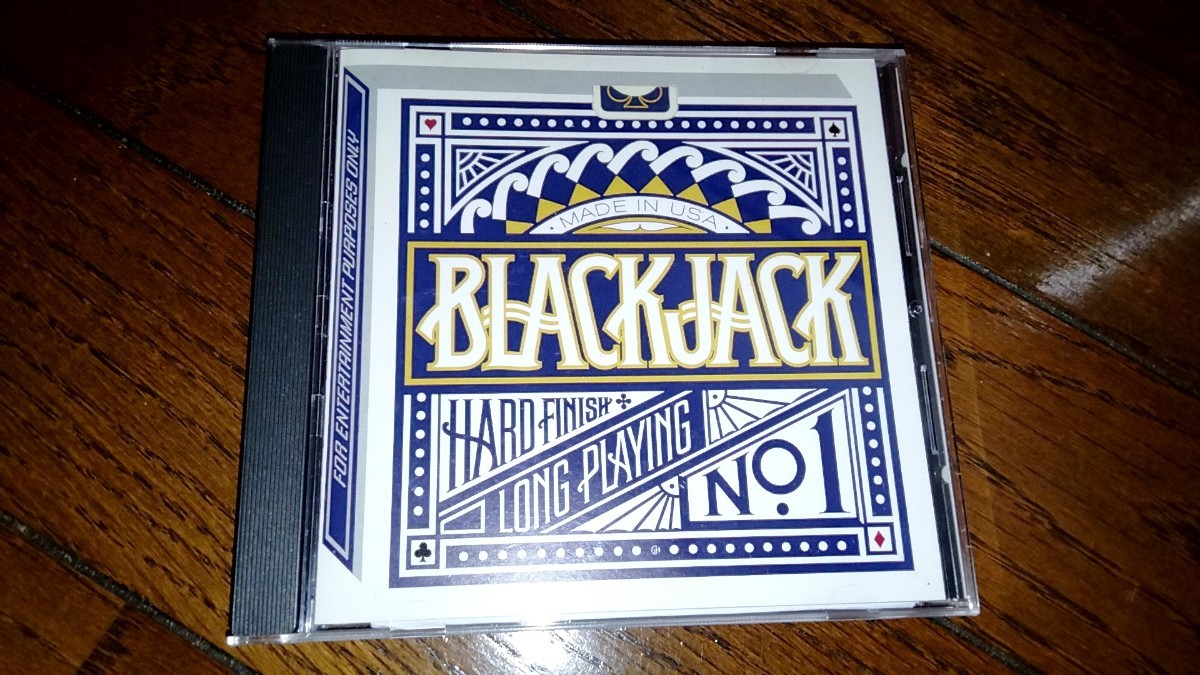 FOR ENTERTAINMENT PURPOSES ONLY
MADE IN USA
BLACKJACK
HARD FINISH
LONG PLAYING
No. 1